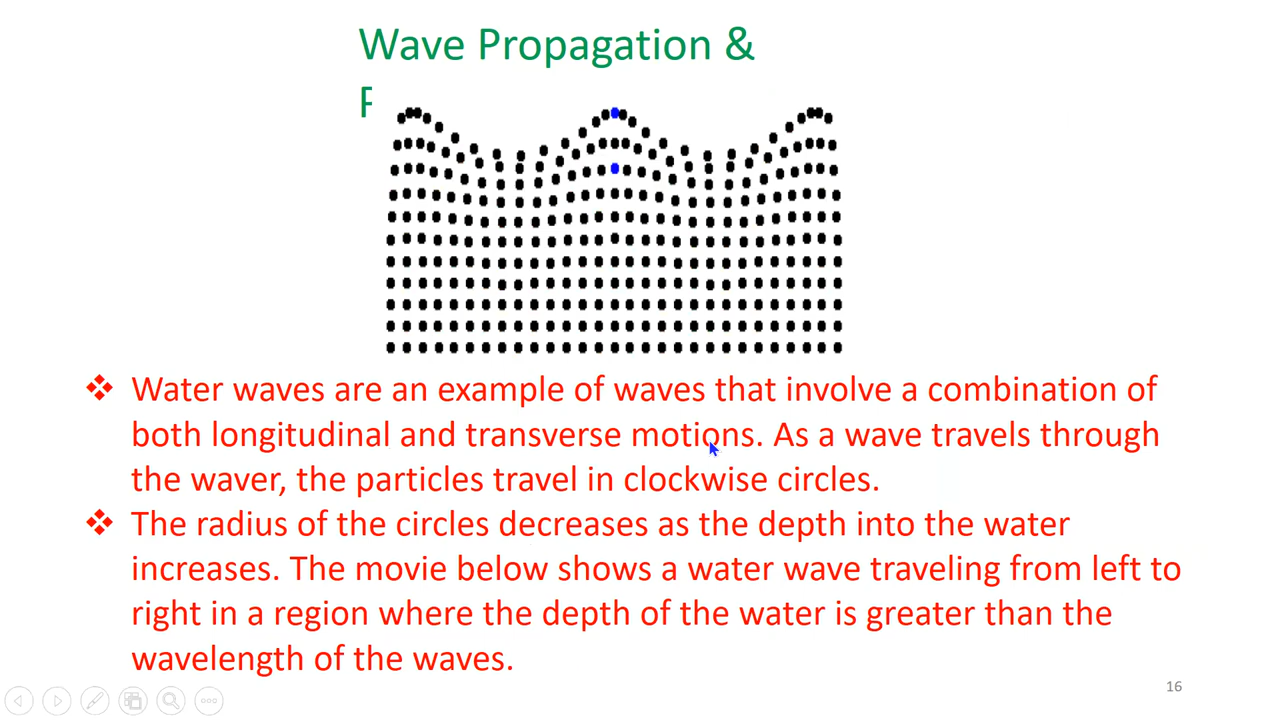 Wave Propagation &
❖ Water waves are an example of waves that involve a combination of
both longitudinal and transverse motions. As a wave travels through
the waver, the particles travel in clockwise circles.
❖ The radius of the circles decreases as the depth into the water
increases. The movie below shows a water wave traveling from left to
right in a region where the depth of the water is greater than the
wavelength of the waves.
16